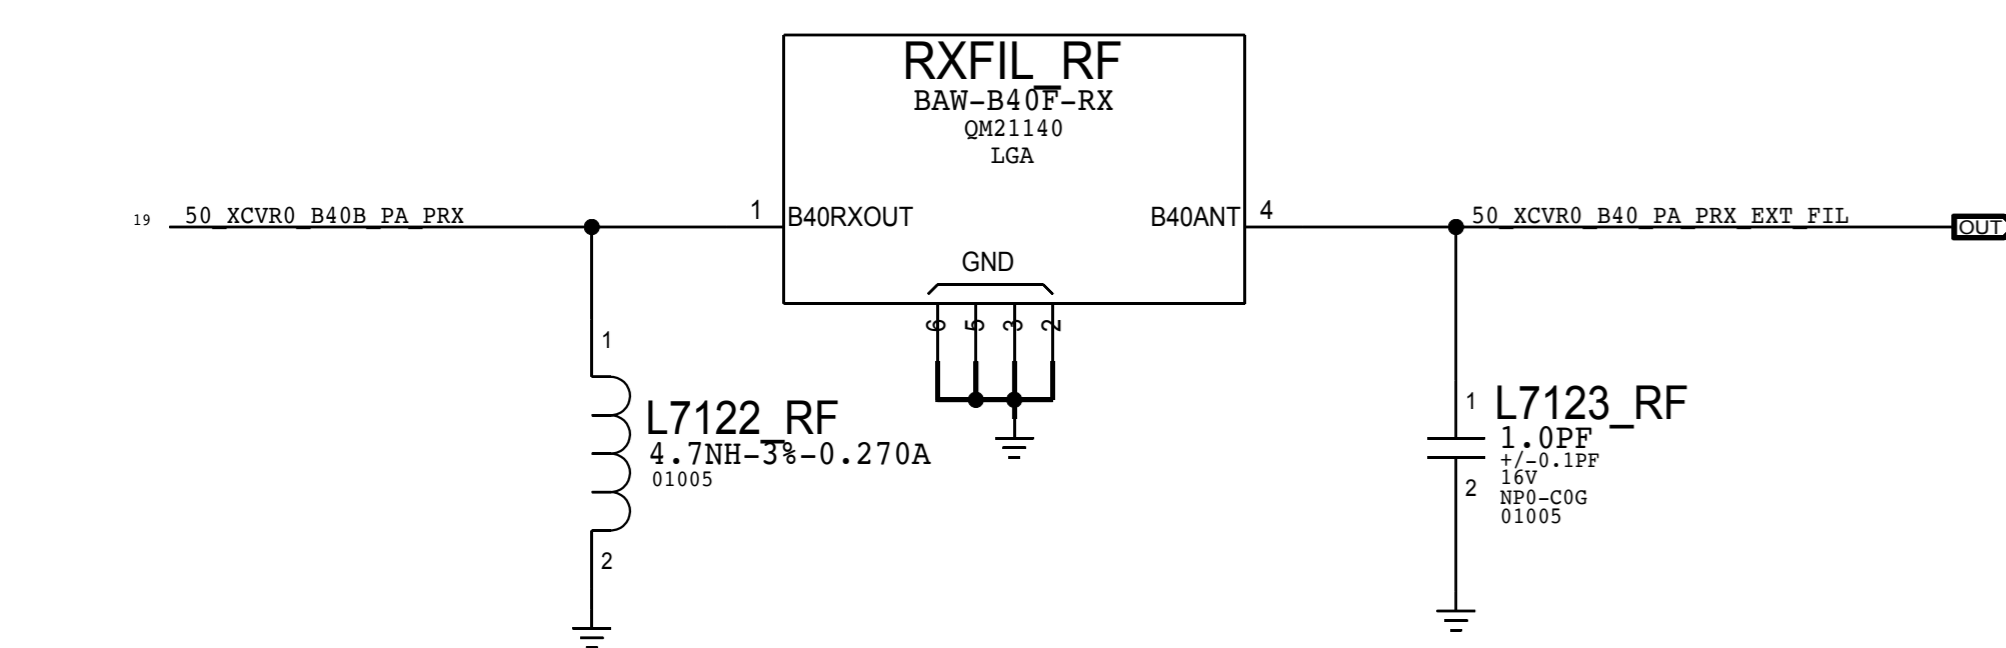 RXFIL_RF
BAW-B40F-RX
QM21140
LGA
19
50_XCVR0_B40B_PA_PRX
1
B40RXOUT
B40ANT
4
50_XCVR0_B40_PA_PRX_EXT_FIL
OUT
GND
6
5
3
2
1
L7122_RF
4.7NH-3%-0.270A
01005
2
1
L7123_RF
1.0PF
+/-0.1PF
16V
2
NP0-C0G
01005